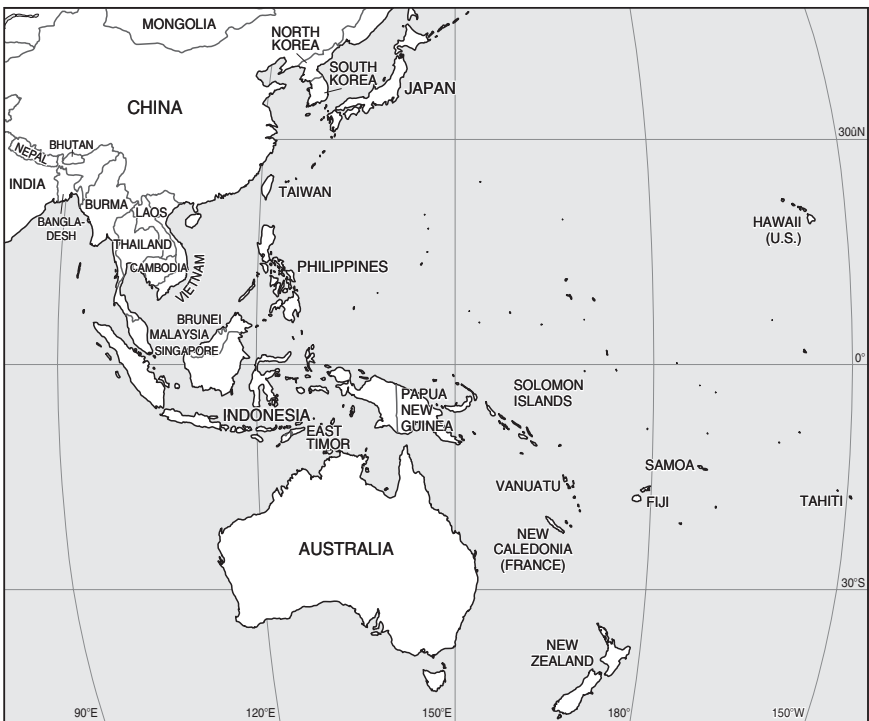 MONGOLIA
NORTH
KOREA
SOUTH
KOREA
JAPAN
CHINA
30ûN
NEPAL
BHUTAN
INDIA
BURMA
LAOS
TAIWAN
BANGLA-
DESH
HAWAII
(U.S.)
THAILAND
CAMBODIA
VIETNAM
PHILIPPINES
BRUNEI
MALAYSIA
SINGAPORE
0°
PAPUA
NEW
GUINEA
SOLOMON
ISLANDS
INDONESIA
EAST
TIMOR
SAMOA
VANUATU
FIJI
TAHITI
NEW
CALEDONIA
(FRANCE)
AUSTRALIA
30°S
NEW
ZEALAND
90°E
120°E
150°E
180°
150°W